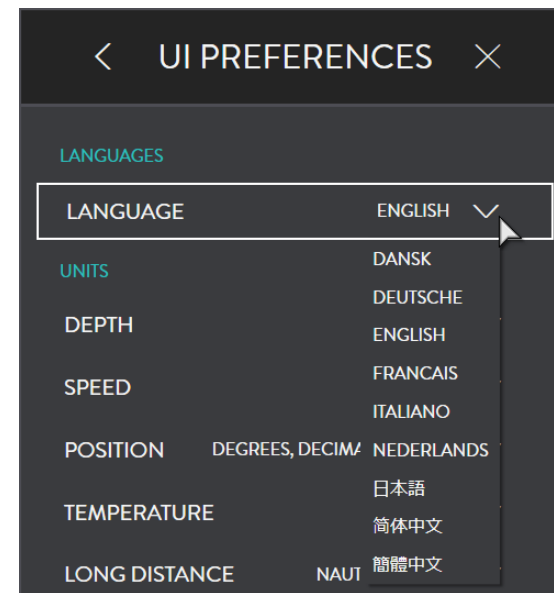 UI PREFERENCES
LANGUAGES
LANGUAGE ENGLISH
UNITS
DANSK
DEUTSCHE
DEPTH
ENGLISH
SPEED
FRANCAIS
ITALIANO
POSITION DEGREES, DECIMA
NEDERLANDS
日本語
TEMPERATURE
简体中文
LONG DISTANCE NAUT
簡體中文